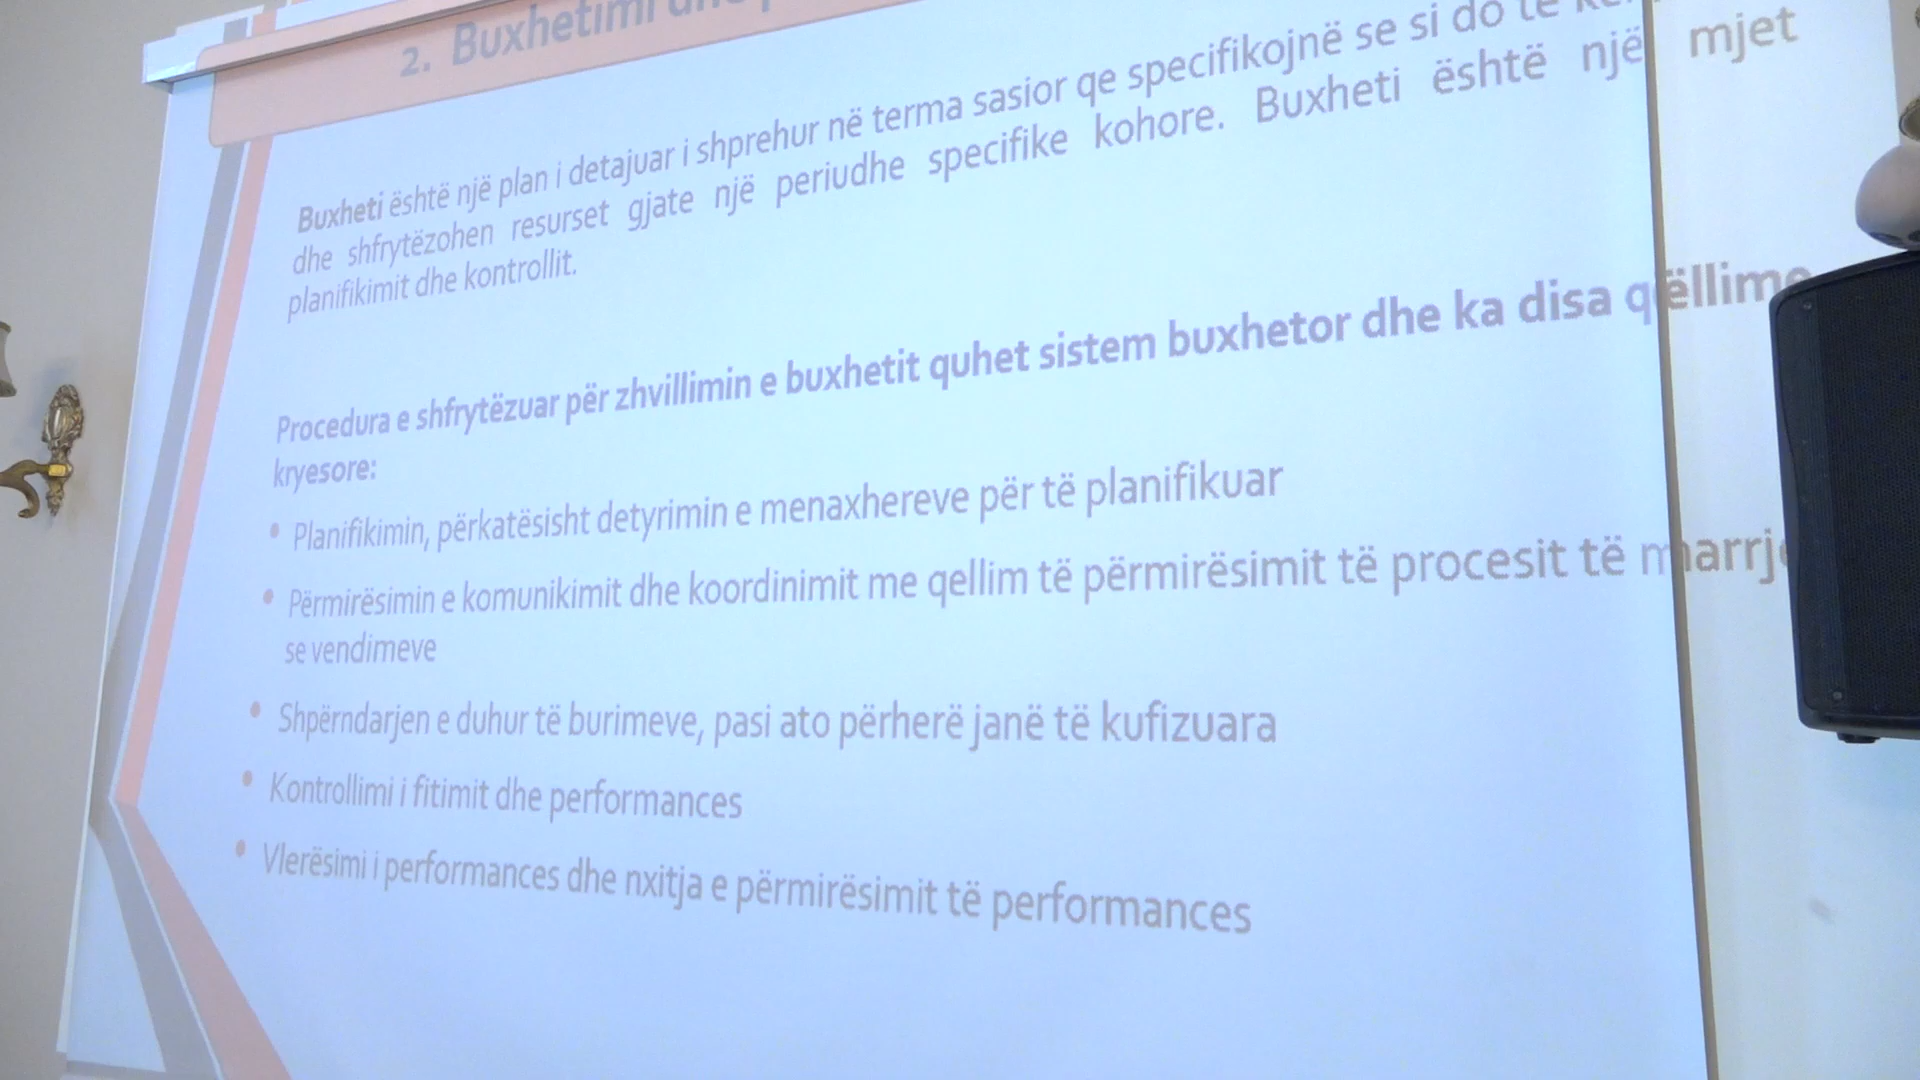 2. Buxhetimi
Buxheti është një plan i detajuar i shprehur në terma sasior qe specifikojnë se si do të
dhe shfrytëzohen resurset gjate një periudhe specifike kohore. Buxheti është një mjet
planifikimit dhe kontrollit.
Procedura e shfrytëzuar për zhvillimin e buxhetit quhet sistem buxhetor dhe ka disa qëllime
kryesore:
• Planifikimin, përkatësisht detyrimin e menaxhereve për të planifikuar
• Përmirësimin e komunikimit dhe koordinimit me qellim të përmirësimit të procesit të marrje
se vendimeve
• Shpërndarjen e duhur të burimeve, pasi ato përherë janë të kufizuara
• Kontrollimi i fitimit dhe performances
• Vlerësimi i performances dhe nxitja e përmirësimit të performances